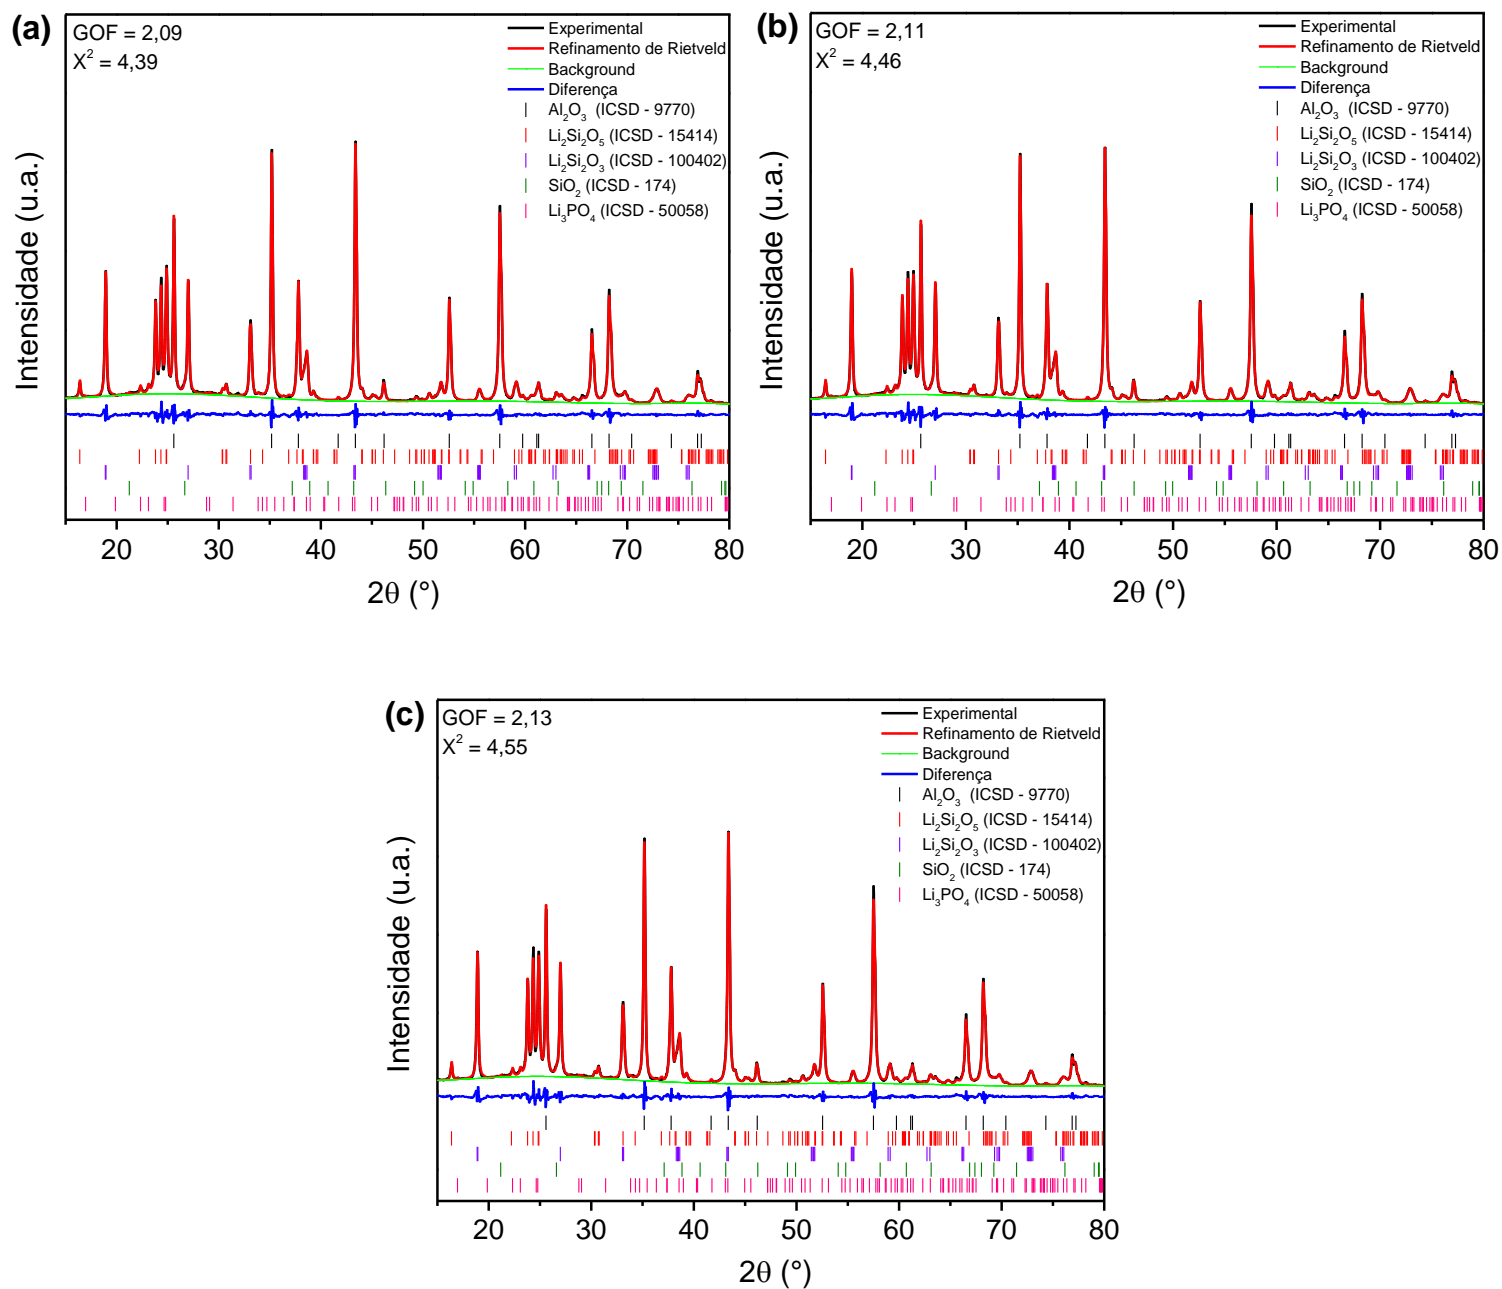 (a)
GOF = 2,09
X² = 4,39
Experimental
Refinamento de Rietveld
Background
Diferença
Al₂O₃ (ICSD - 9770)
Li₂Si₂O₅ (ICSD - 15414)
Li₂Si₂O₃ (ICSD - 100402)
SiO₂ (ICSD - 174)
Li₃PO₄ (ICSD - 50058)
Intensidade (u.a.)
20 30 40 50 60 70 80
2θ (°)
(b)
GOF = 2,11
X² = 4,46
Experimental
Refinamento de Rietveld
Background
Diferença
Al₂O₃ (ICSD - 9770)
Li₂Si₂O₅ (ICSD - 15414)
Li₂Si₂O₃ (ICSD - 100402)
SiO₂ (ICSD - 174)
Li₃PO₄ (ICSD - 50058)
Intensidade (u.a.)
20 30 40 50 60 70 80
2θ (°)
(c)
GOF = 2,13
X² = 4,55
Experimental
Refinamento de Rietveld
Background
Diferença
Al₂O₃ (ICSD - 9770)
Li₂Si₂O₅ (ICSD - 15414)
Li₂Si₂O₃ (ICSD - 100402)
SiO₂ (ICSD - 174)
Li₃PO₄ (ICSD - 50058)
Intensidade (u.a.)
20 30 40 50 60 70 80
2θ (°)